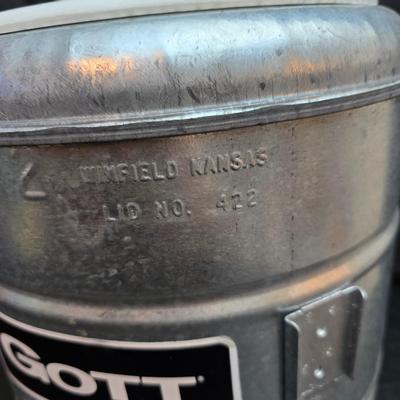 WINFIELD KANSAS
LID NO. 422
GOTT